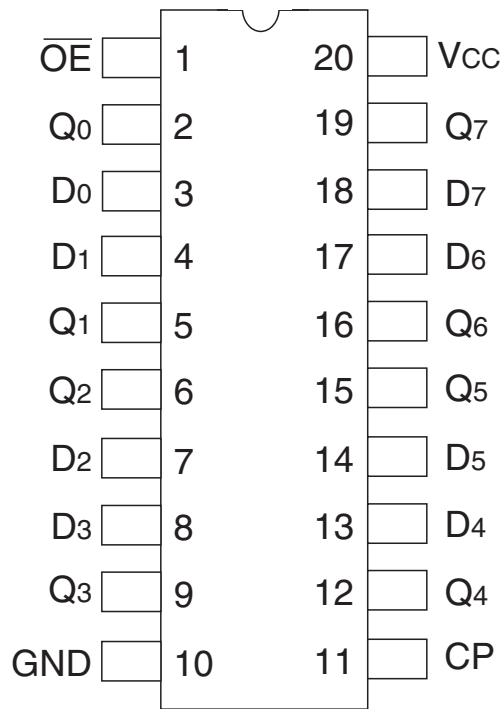 O̅E̅ 1 20 VCC
Q0 2 19 Q7
D0 3 18 D7
D1 4 17 D6
Q1 5 16 Q6
Q2 6 15 Q5
D2 7 14 D5
D3 8 13 D4
Q3 9 12 Q4
GND 10 11 CP